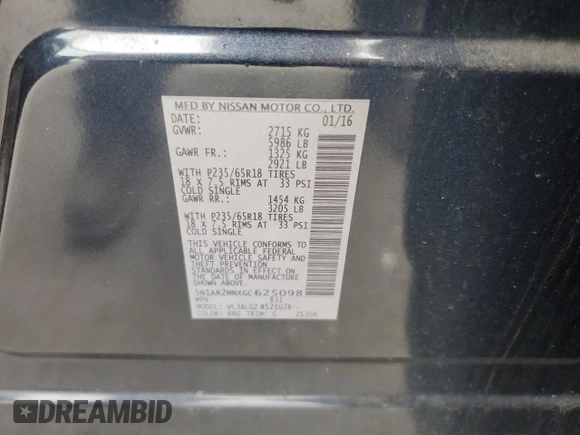 MFD BY NISSAN MOTOR CO., LTD.
DATE: 01/16
GVWR: 2715 KG
5986 LB
GAWR FR.: 1325 KG
2921 LB
WITH P235/65R18 TIRES
18 X 7.5 RIMS AT 33 PSI
COLD SINGLE
GAWR RR.: 1454 KG
3205 LB
WITH P235/65R18 TIRES
18 X 7.5 RIMS AT 33 PSI
COLD SINGLE
THIS VEHICLE CONFORMS TO
ALL APPLICABLE FEDERAL
MOTOR VEHICLE SAFETY AND
THEFT PREVENTION
STANDARDS IN EFFECT ON
THE DATE OF MANUFACTURE
SHOWN ABOVE.
5N1AR2MNXGC625098
MPV
MODEL:
COLOR: TRIM: G
DREAMBID